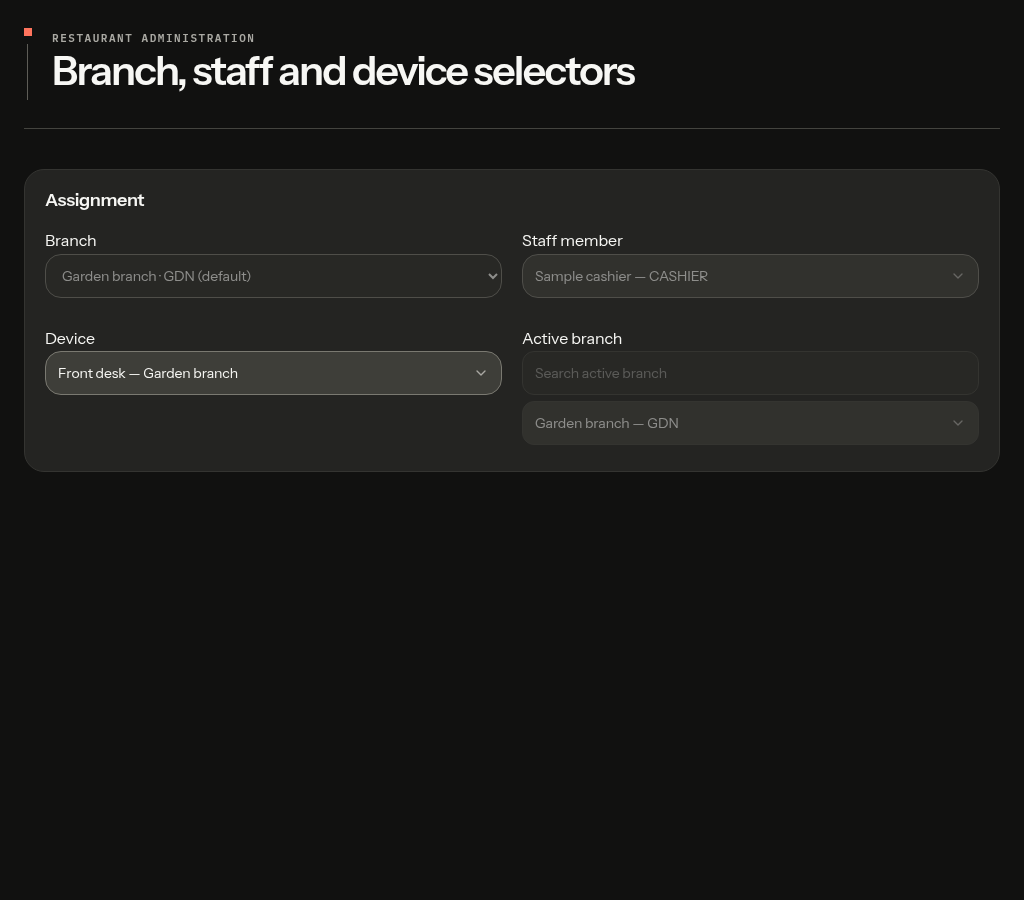 RESTAURANT ADMINISTRATION
Branch, staff and device selectors
Assignment
Branch
Garden branch · GDN (default)
Staff member
Sample cashier — CASHIER
Device
Front desk — Garden branch
Active branch
Search active branch
Garden branch — GDN